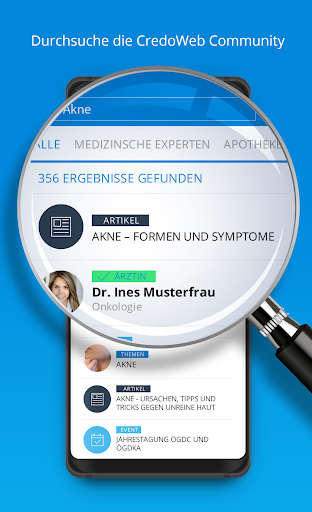 Durchsuche die CredoWeb Community
Akne
ALLE MEDIZINSCHE EXPERTEN APOTHEKE
356 ERGEBNISSE GEFUNDEN
ARTIKEL
AKNE – FORMEN UND SYMPTOME
ÄRZTIN
Dr. Ines Musterfrau
Onkologie
THEMEN
AKNE
ARTIKEL
AKNE - URSACHEN, TIPPS UND
TRICKS GEGEN UNREINE HAUT
EVENT
JAHRESTAGUNG ÖGDC UND
ÖGDKA